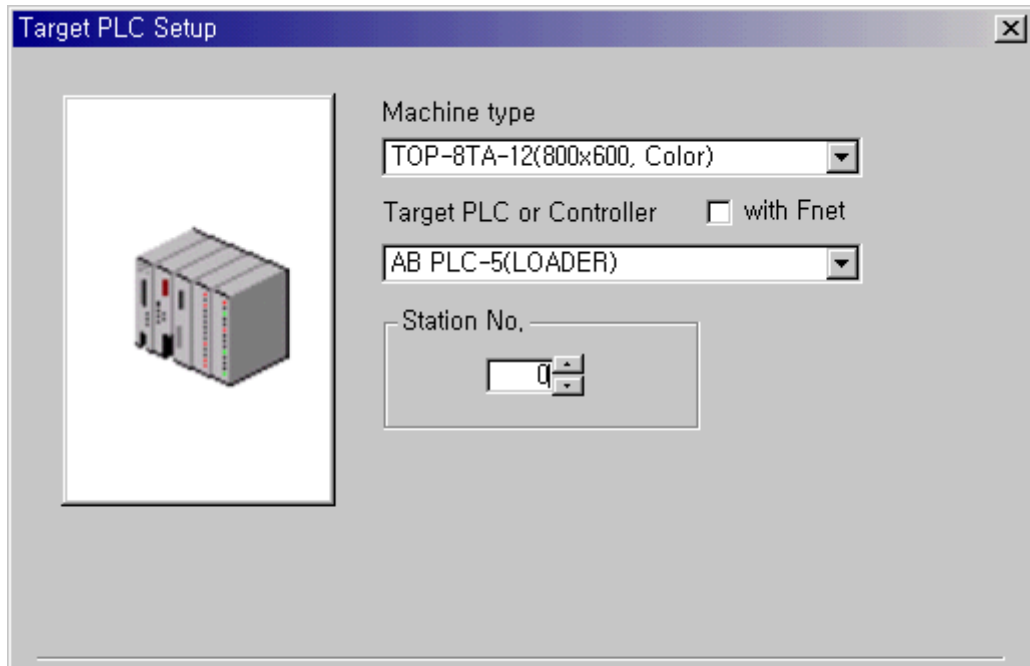 Target PLC Setup
Machine type
TOP-8TA-12(800x600, Color)
Target PLC or Controller with Fnet
AB PLC-5(LOADER)
Station No.
0